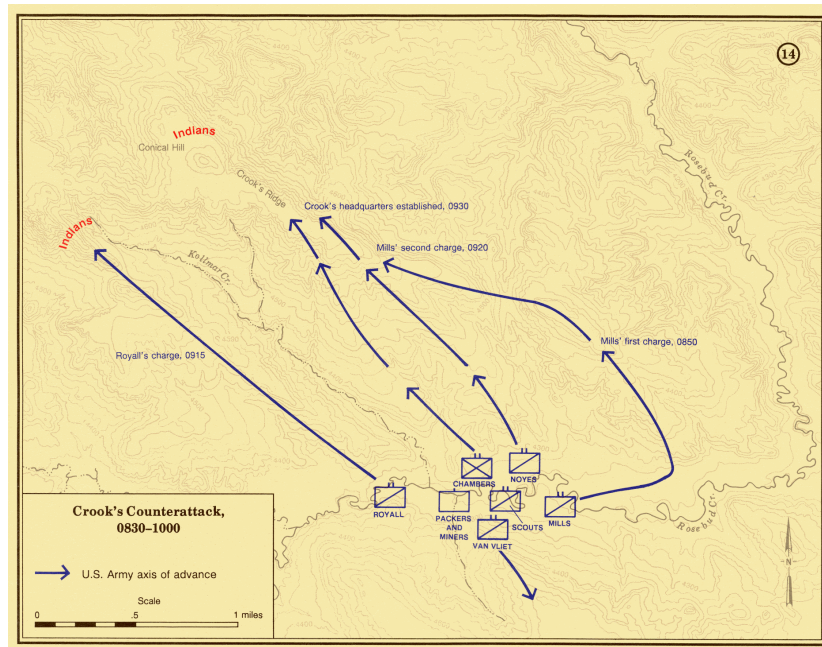 14
Indians
Conical Hill
Rosebud Cr.
Crook's Ridge
Crook's headquarters established, 0930
Indians
Mills' second charge, 0920
Kollmar Cr.
Mills' first charge, 0850
Royall's charge, 0915
CHAMBERS
NOYES
ROYALL
PACKERS
AND
MINERS
SCOUTS
MILLS
VAN VLIET
Rosebud Cr.
Crook's Counterattack,
0830–1000
U.S. Army axis of advance
Scale
0 .5 1 miles
N
4400